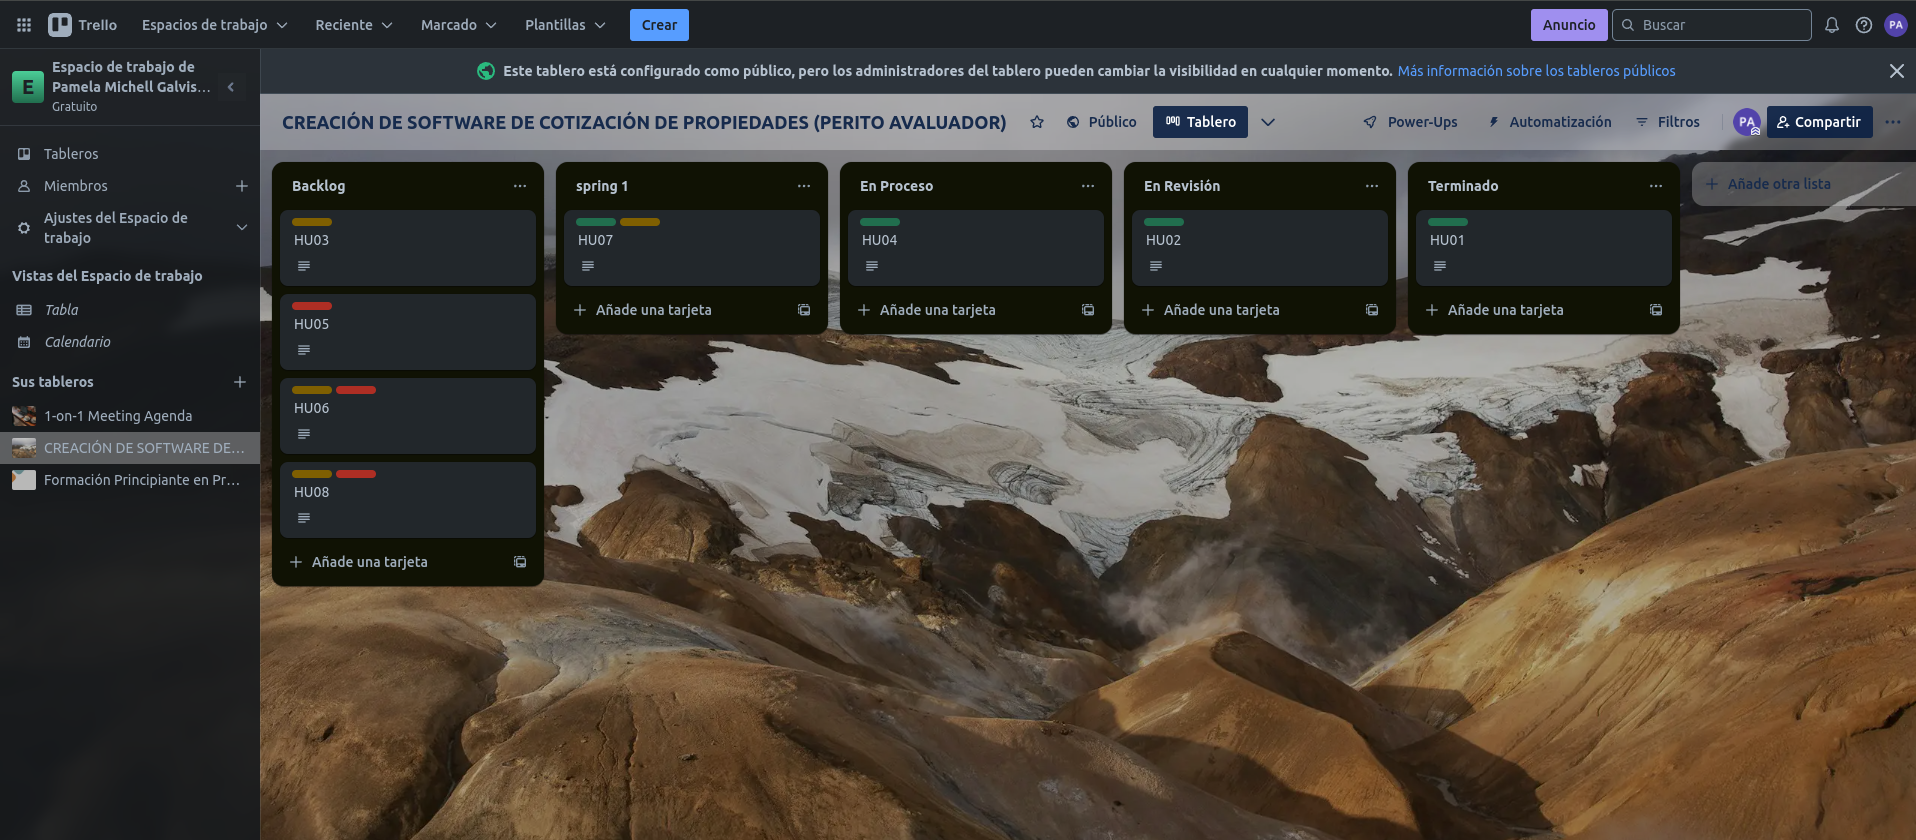 Trello
Espacios de trabajo
Reciente
Marcado
Plantillas
Crear
Anuncio
Buscar
PA
E
Espacio de trabajo de
Pamela Michell Galvis...
Gratuito
Este tablero está configurado como público, pero los administradores del tablero pueden cambiar la visibilidad en cualquier momento. Más información sobre los tableros públicos
CREACIÓN DE SOFTWARE DE COTIZACIÓN DE PROPIEDADES (PERITO AVALUADOR)
Público
Tablero
Power-Ups
Automatización
Filtros
PA
Compartir
Tableros
Miembros
Ajustes del Espacio de
trabajo
Vistas del Espacio de trabajo
Tabla
Calendario
Sus tableros
1-on-1 Meeting Agenda
CREACIÓN DE SOFTWARE DE...
Formación Principiante en Pr...
Backlog
HU03
HU05
HU06
HU08
Añade una tarjeta
spring 1
HU07
Añade una tarjeta
En Proceso
HU04
Añade una tarjeta
En Revisión
HU02
Añade una tarjeta
Terminado
HU01
Añade una tarjeta
Añade otra lista